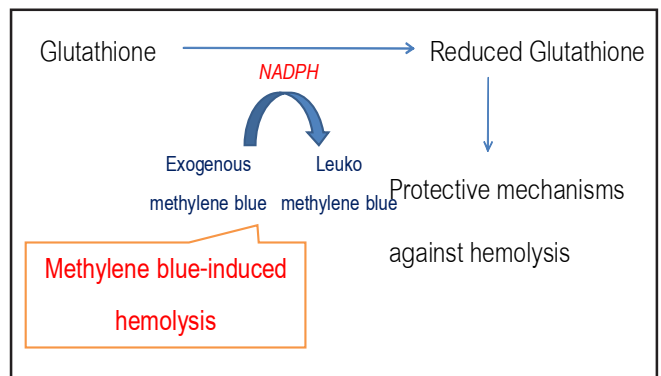 Glutathione
Reduced Glutathione
NADPH
Exogenous
methylene blue
Leuko
methylene blue
Protective mechanisms
against hemolysis
Methylene blue-induced
hemolysis